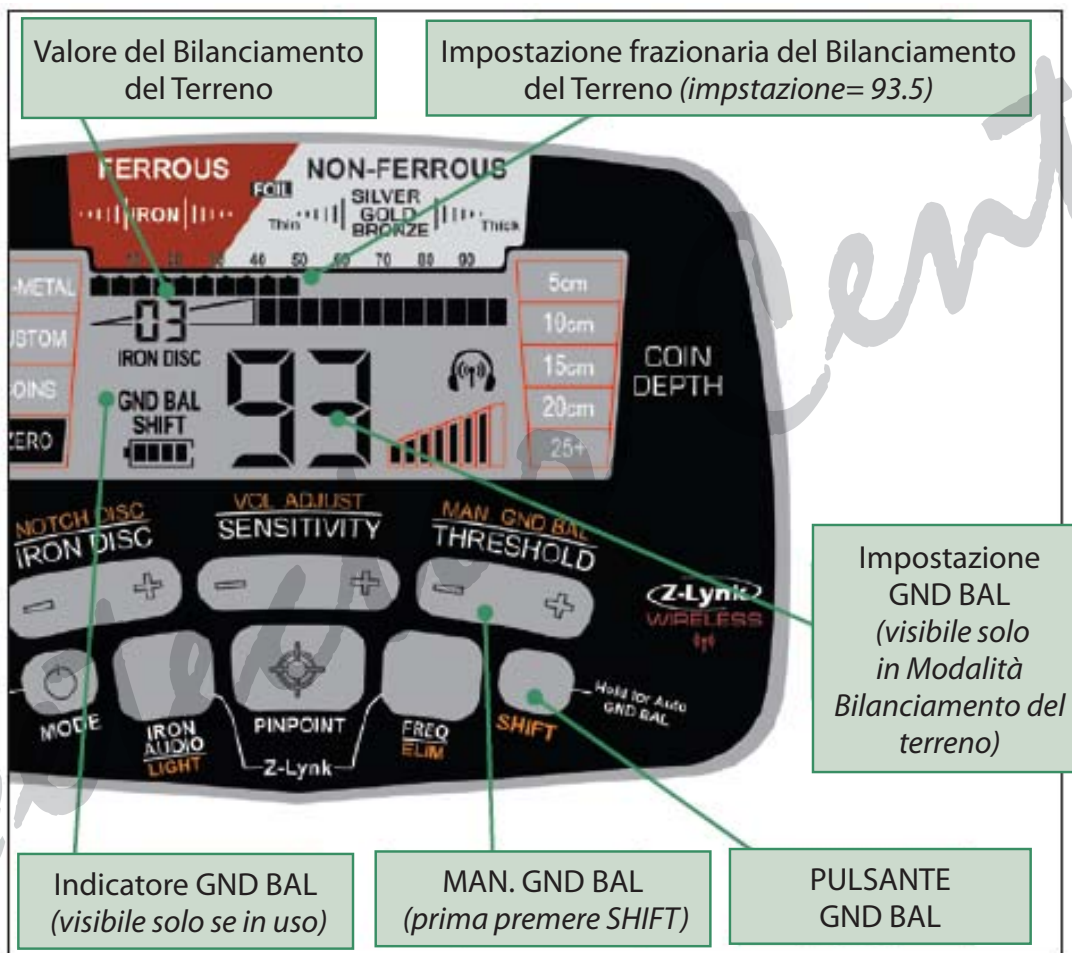 Valore del Bilanciamento
del Terreno
Impostazione frazionaria del Bilanciamento
del Terreno (impstazione= 93.5)
FERROUS
NON-FERROUS
FOIL
IRON
SILVER
GOLD
BRONZE
Thin
Thick
10 20 30 40 50 60 70 80 90
-METAL
USTOM
OINS
ZERO
03
IRON DISC
GND BAL
SHIFT
93
5cm
10cm
15cm
20cm
25+
COIN
DEPTH
NOTCH DISC
IRON DISC
VOL ADJUST
SENSITIVITY
MAN. GND BAL
THRESHOLD
- +
- +
- +
Z-Lynk
WIRELESS
MODE
IRON
AUDIO
LIGHT
PINPOINT
Z-Lynk
FREQ
ELIM
SHIFT
Hold for Auto
GND BAL
Impostazione
GND BAL
(visibile solo
in Modalità
Bilanciamento del
terreno)
Indicatore GND BAL
(visibile solo se in uso)
MAN. GND BAL
(prima premere SHIFT)
PULSANTE
GND BAL